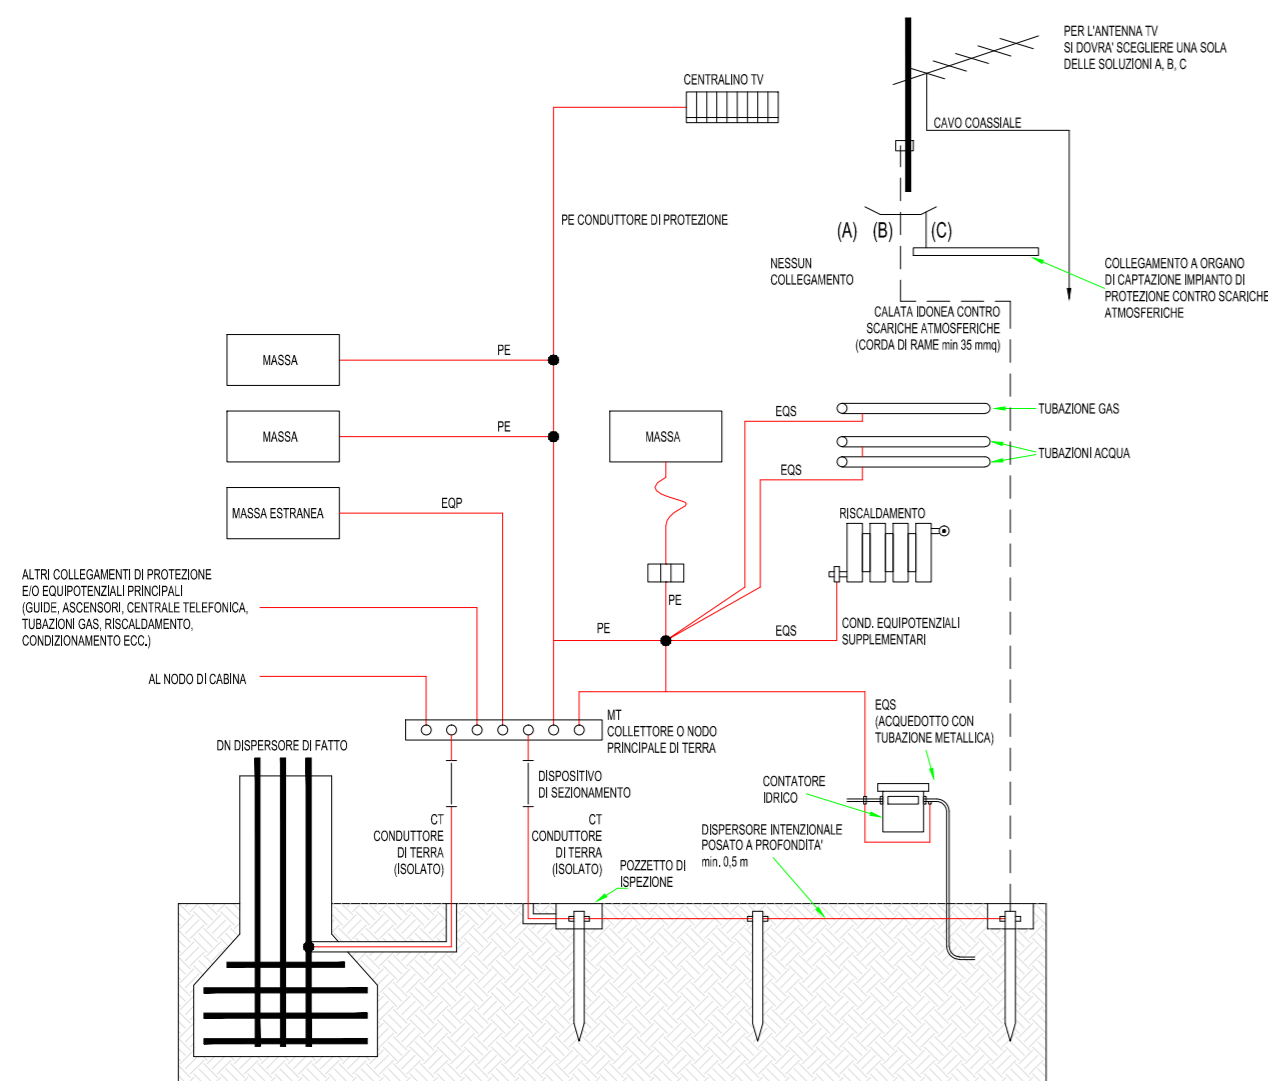 PER L'ANTENNA TV
SI DOVRA' SCEGLIERE UNA SOLA
DELLE SOLUZIONI A, B, C
CENTRALINO TV
CAVO COASSIALE
PE CONDUTTORE DI PROTEZIONE
(A)
(B)
(C)
NESSUN
COLLEGAMENTO
COLLEGAMENTO A ORGANO
DI CAPTAZIONE IMPIANTO DI
PROTEZIONE CONTRO SCARICHE
ATMOSFERICHE
CALATA IDONEA CONTRO
SCARICHE ATMOSFERICHE
(CORDA DI RAME min 35 mmq)
MASSA
PE
MASSA
PE
MASSA
EQS
TUBAZIONE GAS
EQS
TUBAZIONI ACQUA
MASSA ESTRANEA
EQP
RISCALDAMENTO
ALTRI COLLEGAMENTI DI PROTEZIONE
E/O EQUIPOTENZIALI PRINCIPALI
(GUIDE, ASCENSORI, CENTRALE TELEFONICA,
TUBAZIONI GAS, RISCALDAMENTO,
CONDIZIONAMENTO ECC.)
PE
PE
EQS
COND. EQUIPOTENZIALI
SUPPLEMENTARI
AL NODO DI CABINA
MT
COLLETTORE O NODO
PRINCIPALE DI TERRA
EQS
(ACQUEDOTTO CON
TUBAZIONE METALLICA)
DN DISPERSORE DI FATTO
DISPOSITIVO
DI SEZIONAMENTO
CONTATORE
IDRICO
CT
CONDUTTORE
DI TERRA
(ISOLATO)
CT
CONDUTTORE
DI TERRA
(ISOLATO)
DISPERSORE INTENZIONALE
POSATO A PROFONDITA'
min. 0,5 m
POZZETTO DI
ISPEZIONE